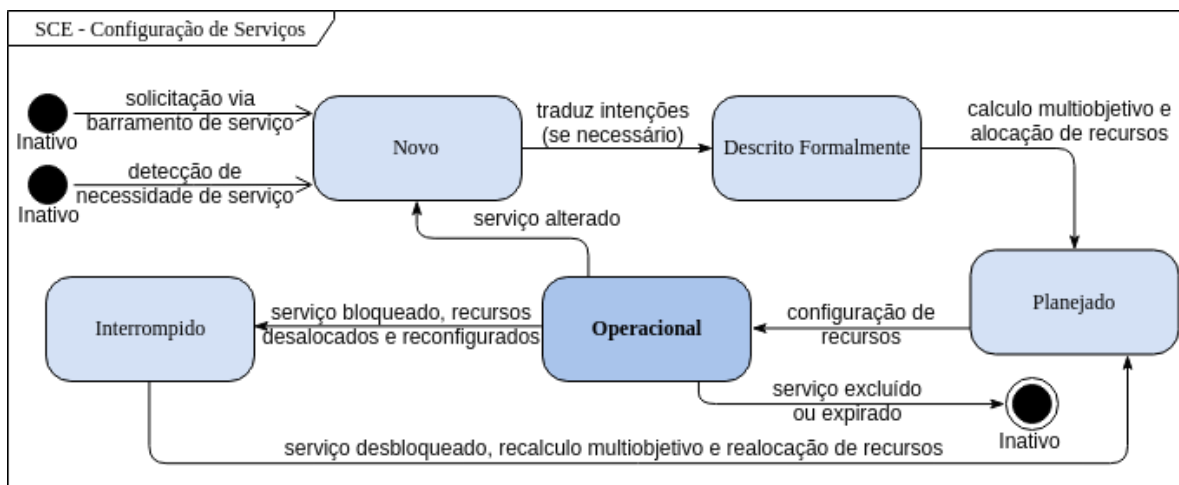 SCE - Configuração de Serviços
solicitação via
barramento de serviço
Inativo
detecção de
necessidade de serviço
Inativo
Novo
traduz intenções
(se necessário)
Descrito Formalmente
calculo multiobjetivo e
alocação de recursos
serviço alterado
Interrompido
serviço bloqueado, recursos
desalocados e reconfigurados
Operacional
configuração de
recursos
Planejado
serviço excluído
ou expirado
Inativo
serviço desbloqueado, recalculo multiobjetivo e realocação de recursos